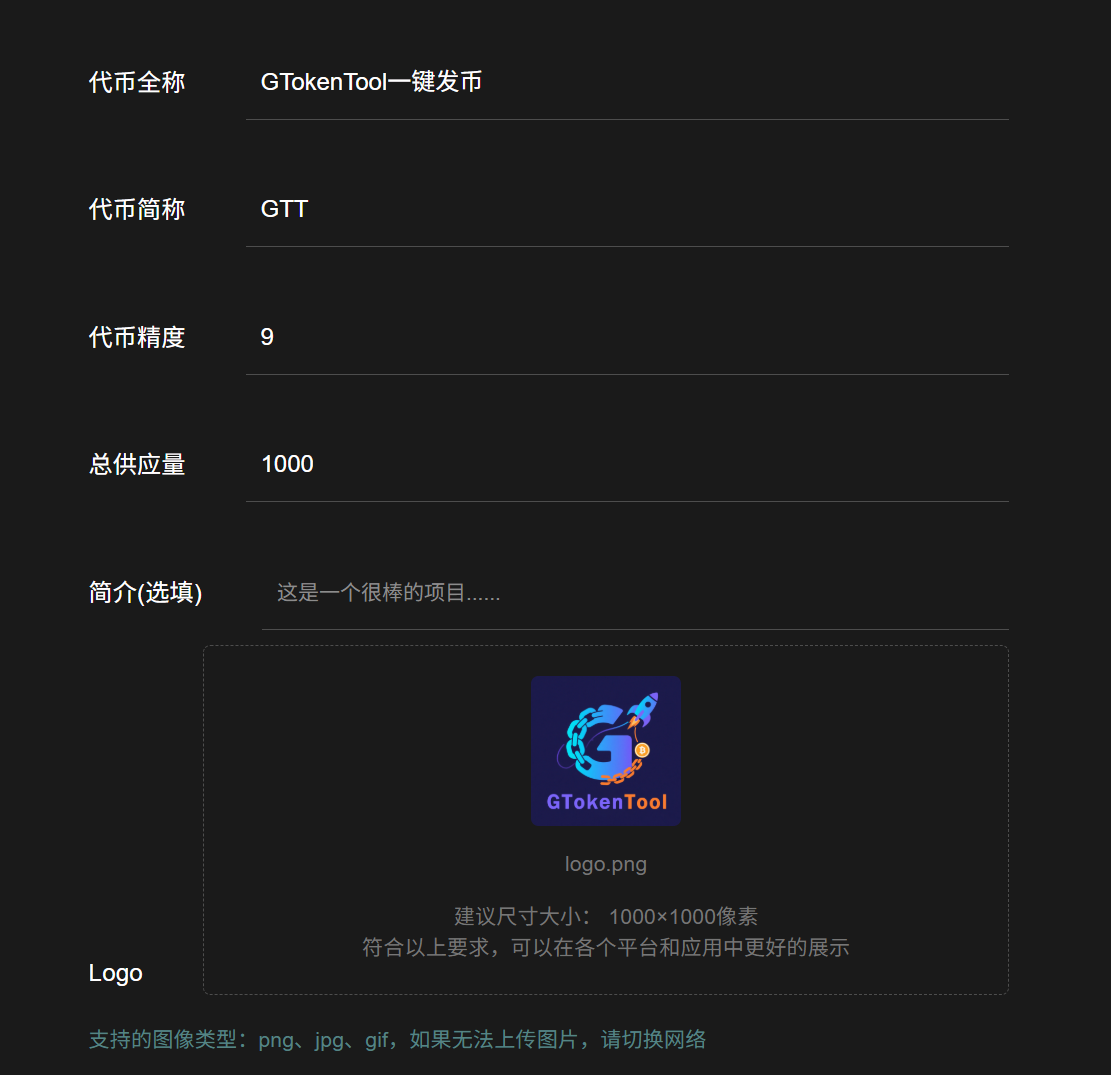 代币全称 GTokenTool一键发币
代币简称 GTT
代币精度 9
总供应量 1000
简介(选填) 这是一个很棒的项目......
GTokenTool
logo.png
建议尺寸大小： 1000×1000像素
符合以上要求，可以在各个平台和应用中更好的展示
Logo
支持的图像类型：png、jpg、gif，如果无法上传图片，请切换网络